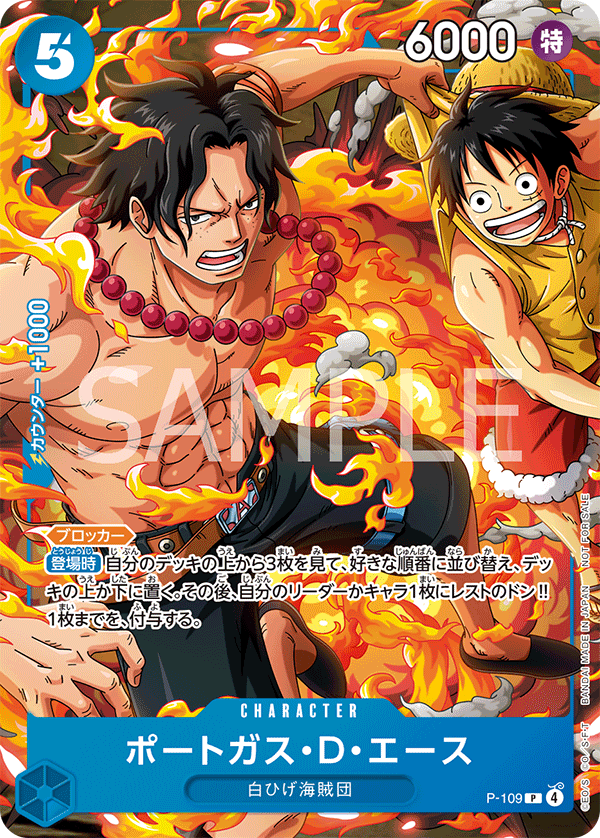 5
6000 特
カウンター +1000
SAMPLE
ブロッカー
登場時 自分のデッキの上から3枚を見て、好きな順番に並び替え、デッ
キの上か下に置く。その後、自分のリーダーかキャラ1枚にレストのドン!!
1枚までを、付与する。
CHARACTER
ポートガス・D・エース
白ひげ海賊団
P-109 P 4
©E.O/S ©O/S・F・T BANDAI MADE IN JAPAN NOT FOR SALE